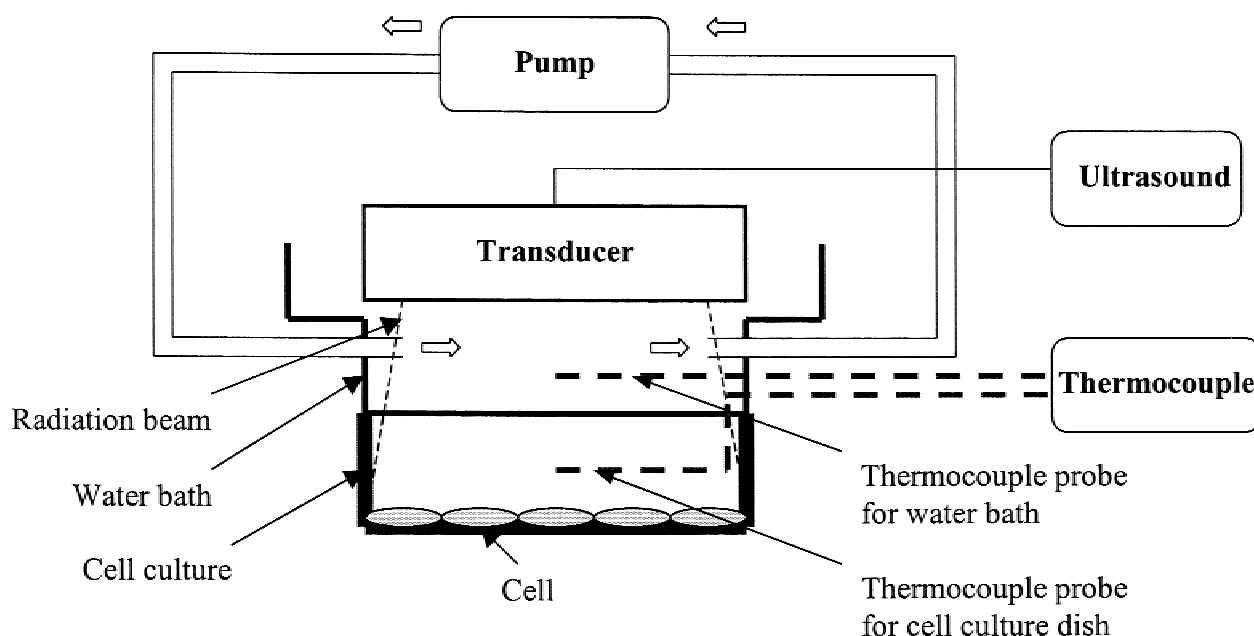 Pump
Ultrasound
Transducer
Thermocouple
Radiation beam
Water bath
Cell culture
Cell
Thermocouple probe
for water bath
Thermocouple probe
for cell culture dish